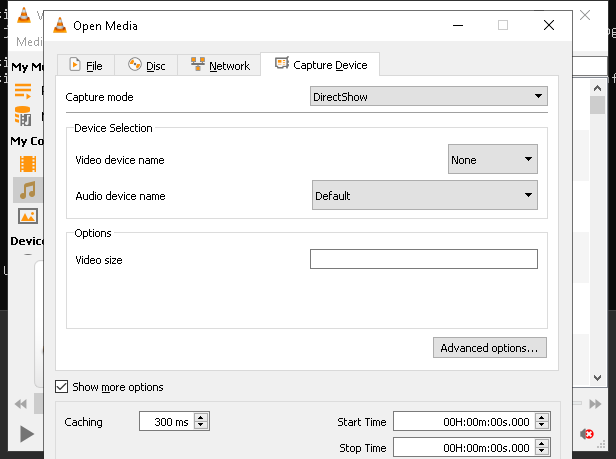 Open Media
Medi
File
Disc
Network
Capture Device
My M
Capture mode
DirectShow
Device Selection
Video device name
None
My Co
Audio device name
Default
Options
Device
Video size
Advanced options...
Show more options
Caching
300 ms
Start Time
00H:00m:00s.000
Stop Time
00H:00m:00s.000